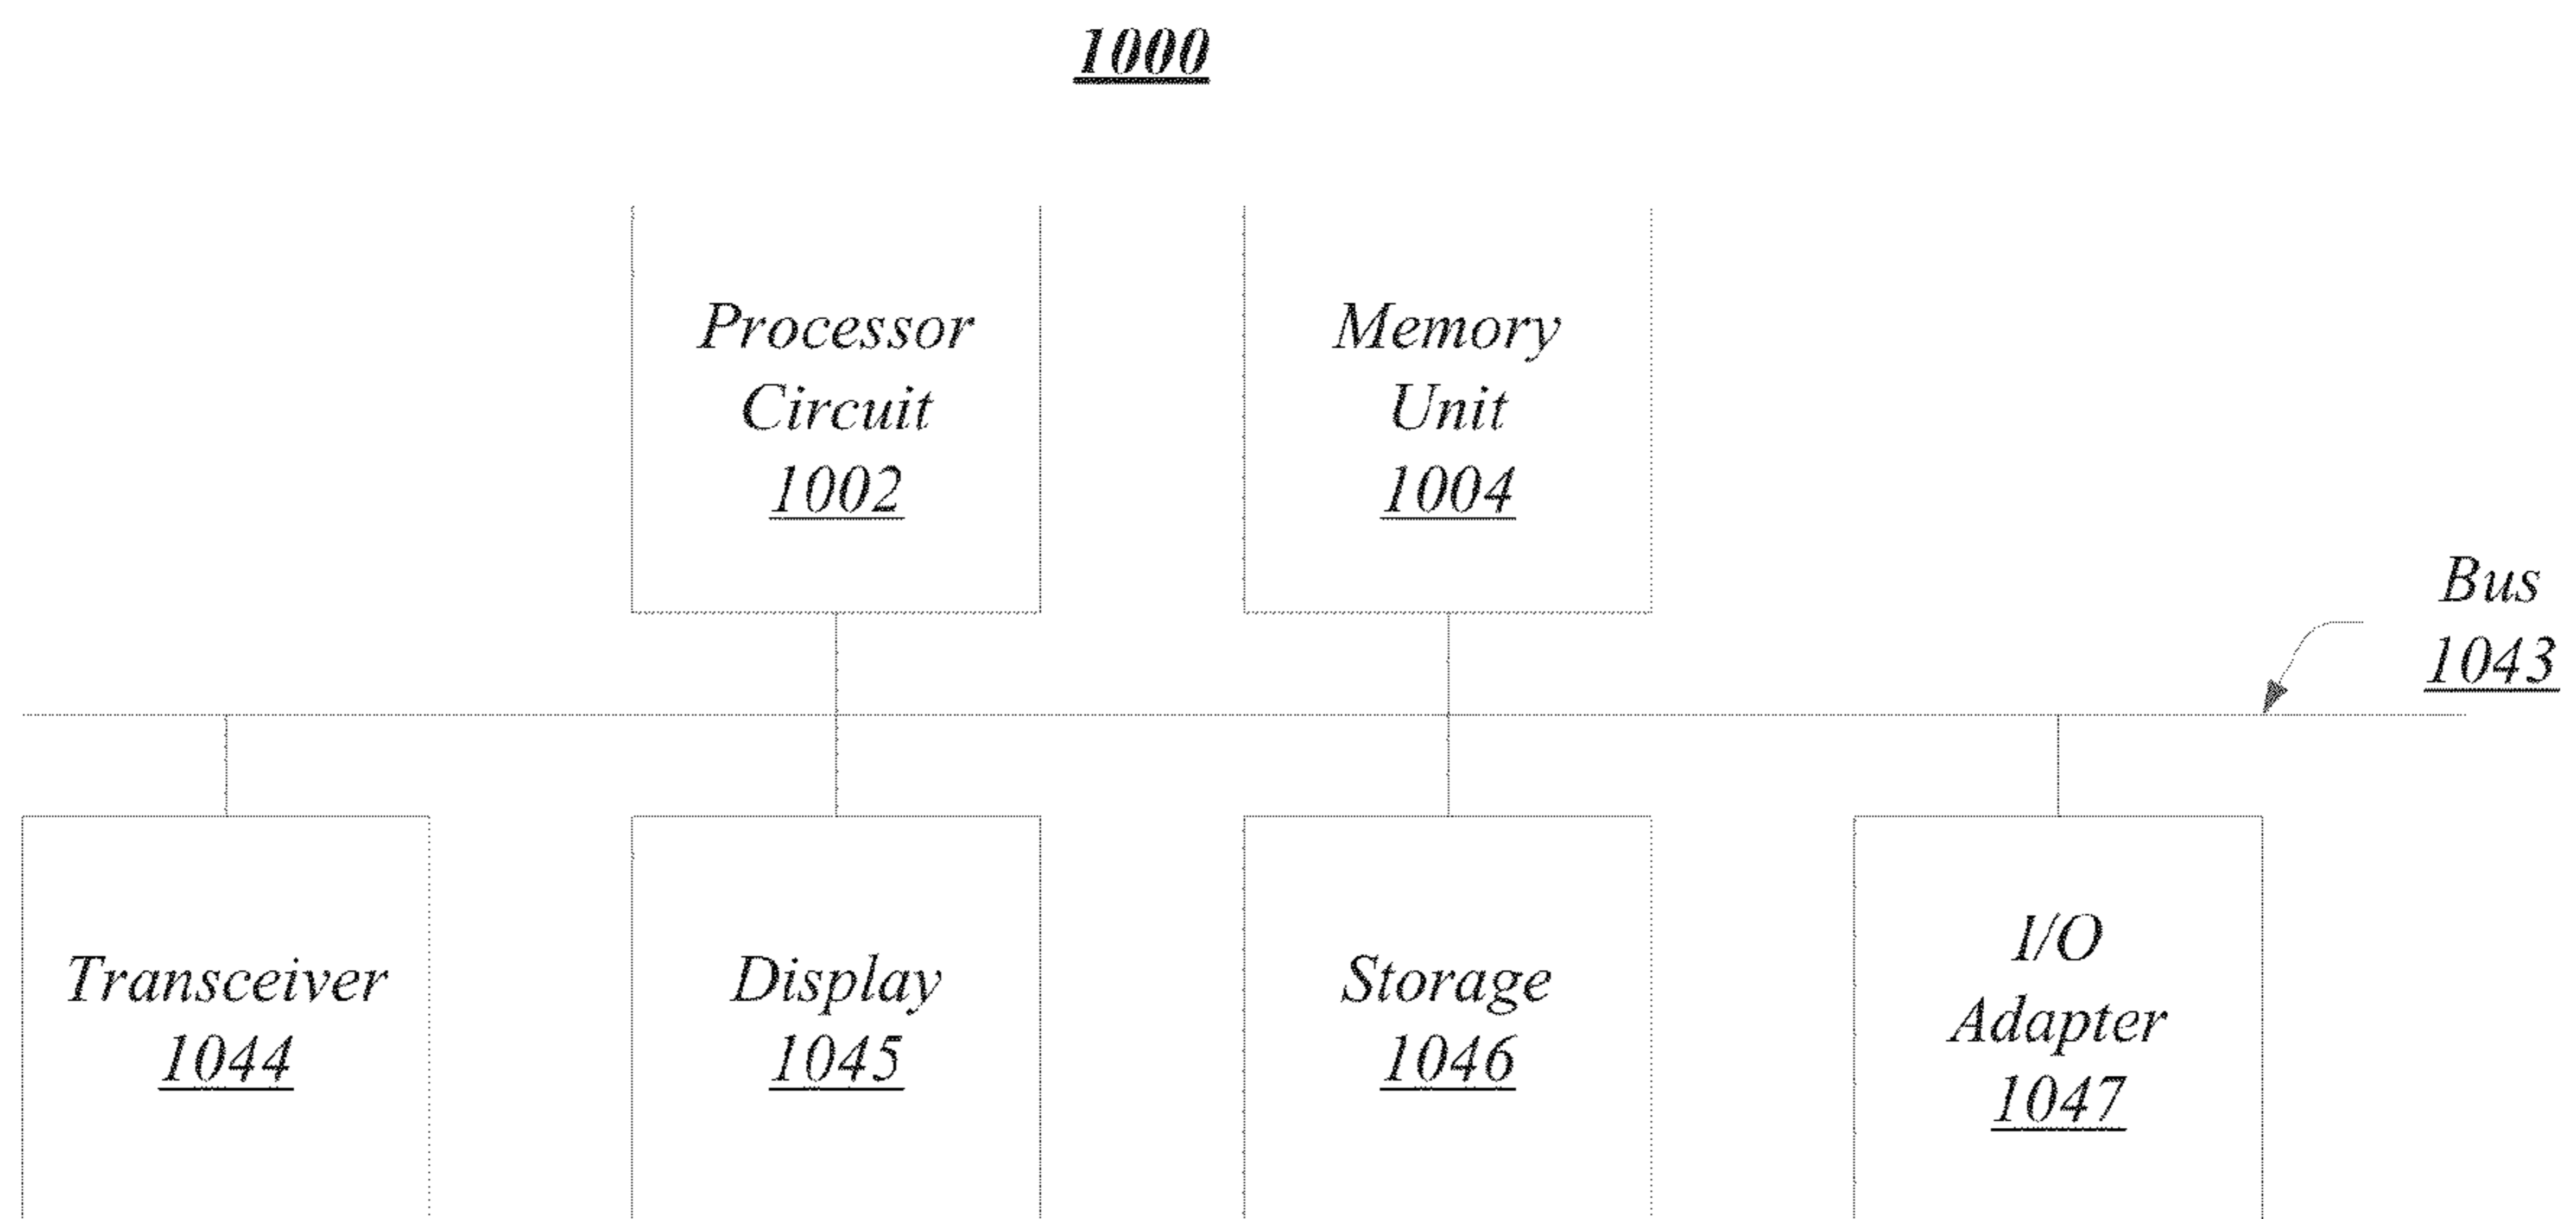 1000
Processor
Circuit
1002
Memory
Unit
1004
Bus
1043
Transceiver
1044
Display
1045
Storage
1046
I/O
Adapter
1047